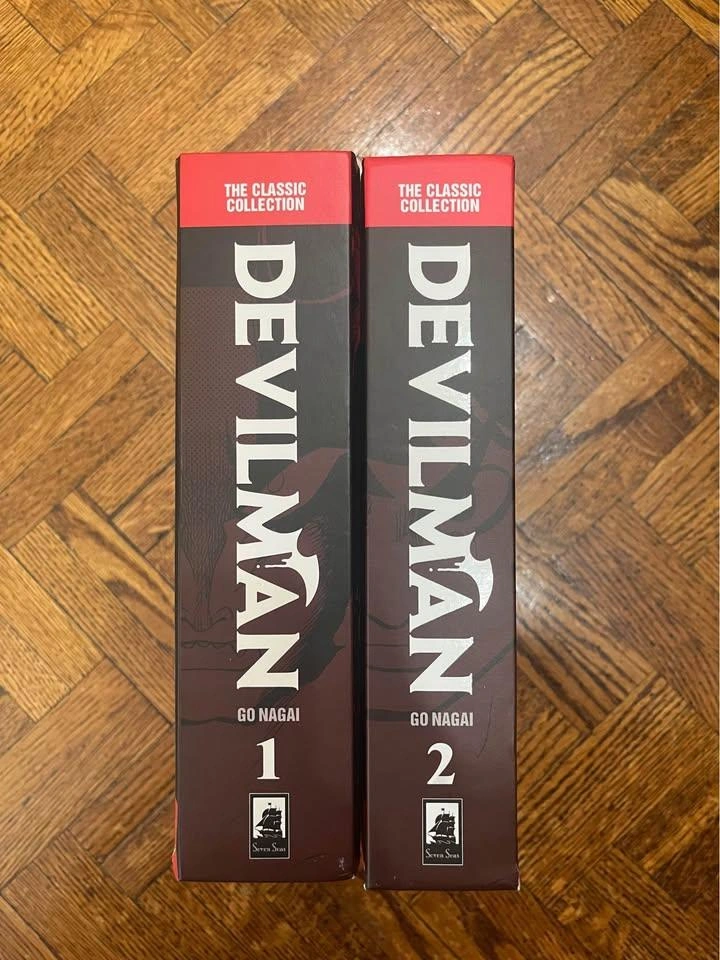 THE CLASSIC
COLLECTION
DEVILMAN
GO NAGAI
1
Seven Seas
THE CLASSIC
COLLECTION
DEVILMAN
GO NAGAI
2
Seven Seas